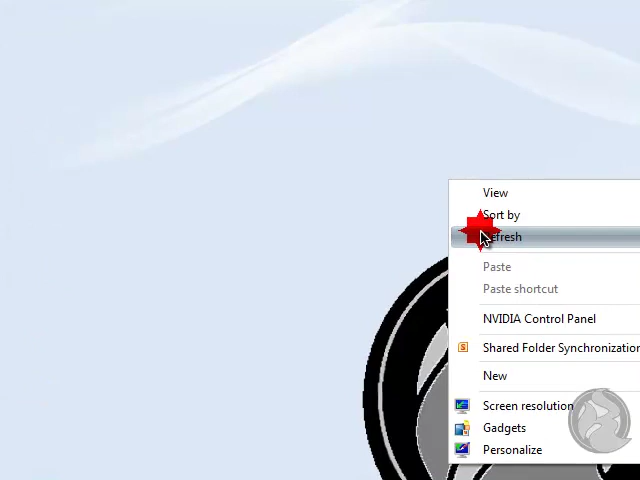 View
Sort by
Refresh
Paste
Paste shortcut
NVIDIA Control Panel
Shared Folder Synchronization
New
Screen resolution
Gadgets
Personalize